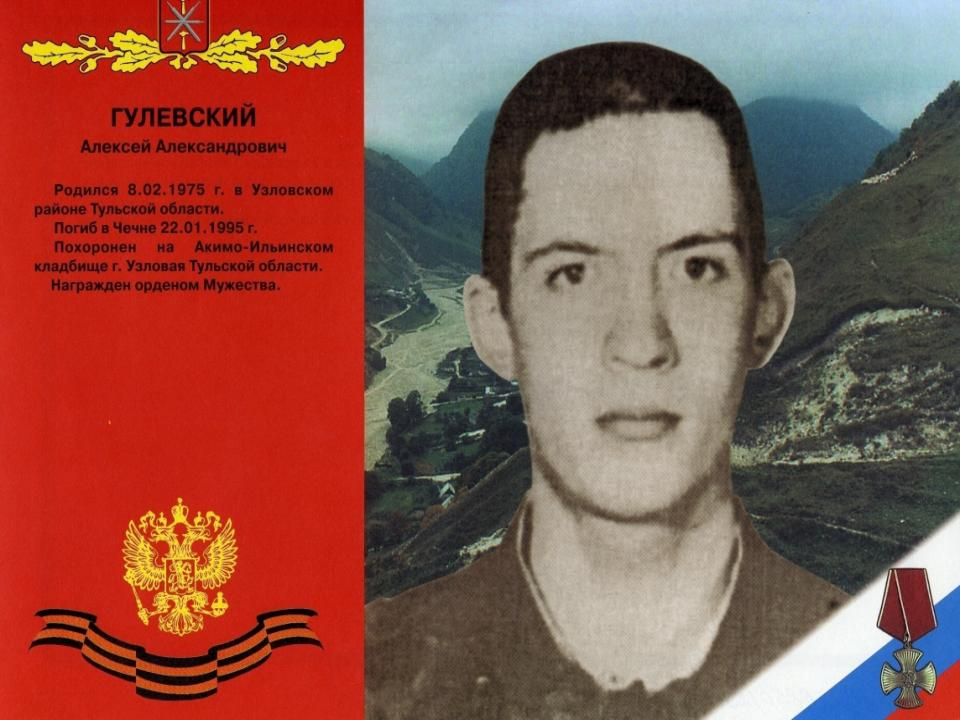 ГУЛЕВСКИЙ
Алексей Александрович
Родился 8.02.1975 г. в Узловском
районе Тульской области.
Погиб в Чечне 22.01.1995 г.
Похоронен на Акимо-Ильинском
кладбище г. Узловая Тульской области.
Награжден орденом Мужества.